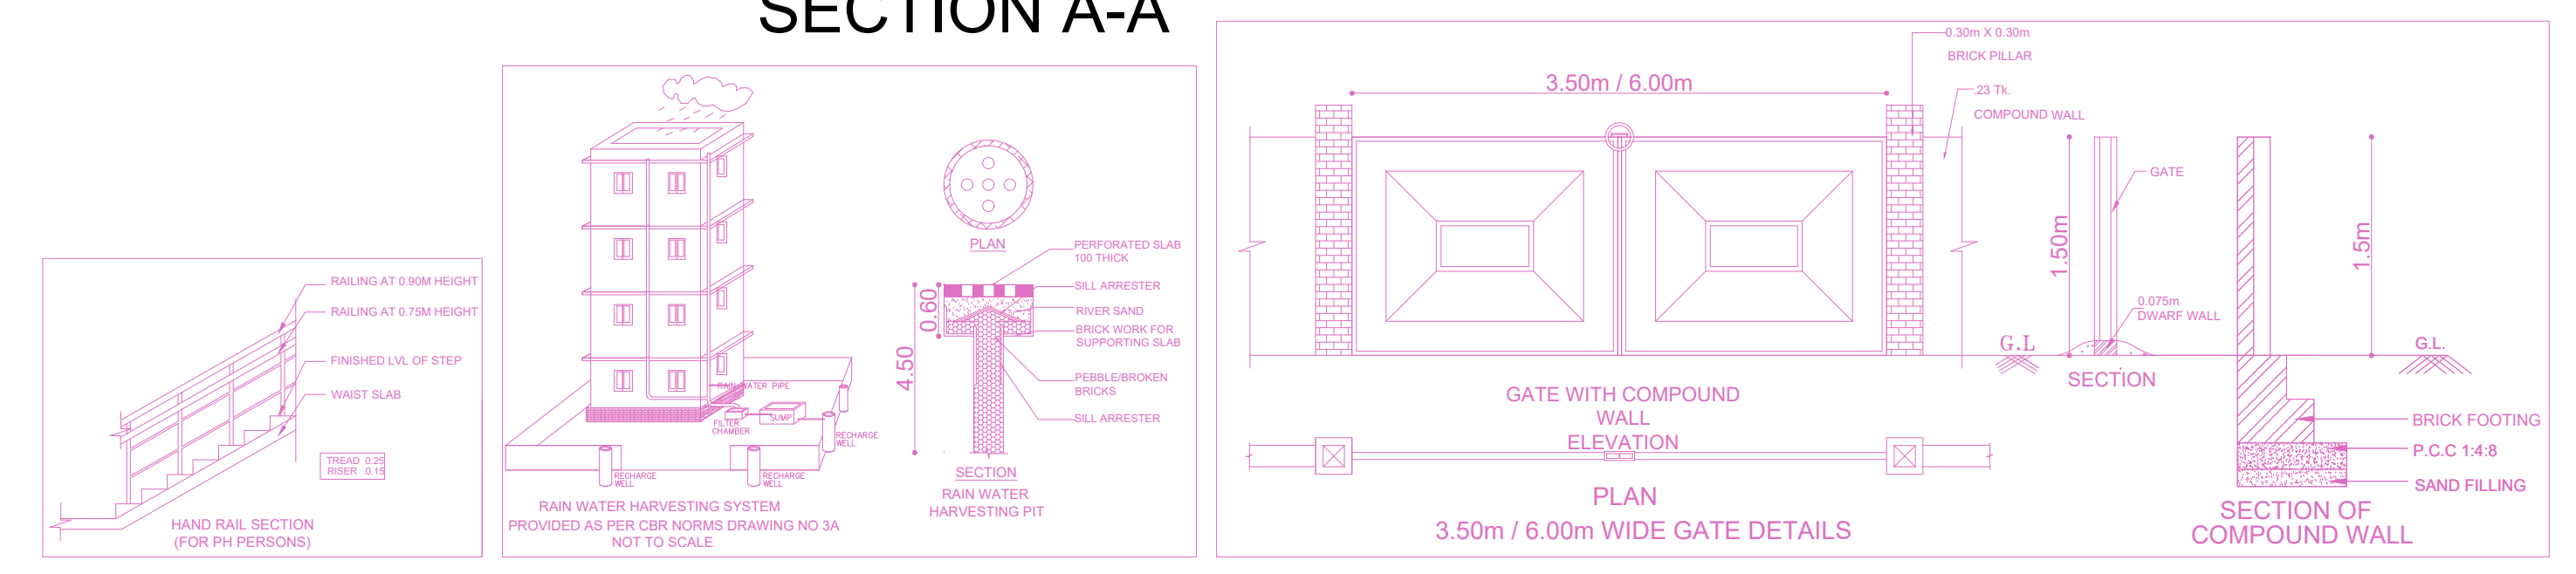 SECTION A-A
RAILING AT 0.90M HEIGHT
RAILING AT 0.75M HEIGHT
FINISHED LVL OF STEP
WAIST SLAB
TREAD 0.25
RISER 0.15
HAND RAIL SECTION
(FOR PH PERSONS)
RAIN WATER PIPE
FILTER
CHAMBER
SUMP
RECHARGE
WELL
RECHARGE
WELL
RECHARGE
WELL
RAIN WATER HARVESTING SYSTEM
PROVIDED AS PER CBR NORMS DRAWING NO 3A
NOT TO SCALE
PLAN
PERFORATED SLAB
100 THICK
SILL ARRESTER
RIVER SAND
BRICK WORK FOR
SUPPORTING SLAB
PEBBLE/BROKEN
BRICKS
SILL ARRESTER
0.60
4.50
SECTION
RAIN WATER
HARVESTING PIT
3.50m / 6.00m
0.30m X 0.30m
BRICK PILLAR
.23 Tk.
COMPOUND WALL
GATE WITH COMPOUND
WALL
ELEVATION
PLAN
3.50m / 6.00m WIDE GATE DETAILS
G.L
1.50m
GATE
0.075m
DWARF WALL
SECTION
1.5m
G.L.
BRICK FOOTING
P.C.C 1:4:8
SAND FILLING
SECTION OF
COMPOUND WALL